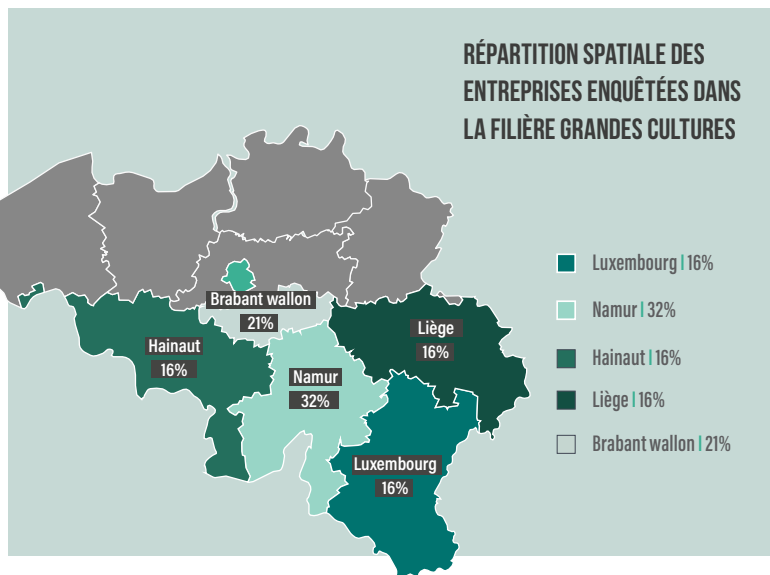 RÉPARTITION SPATIALE DES
ENTREPRISES ENQUÊTÉES DANS
LA FILIÈRE GRANDES CULTURES
Luxembourg | 16%
Namur | 32%
Hainaut | 16%
Liège | 16%
Brabant wallon | 21%
Brabant wallon
21%
Hainaut
16%
Liège
16%
Namur
32%
Luxembourg
16%